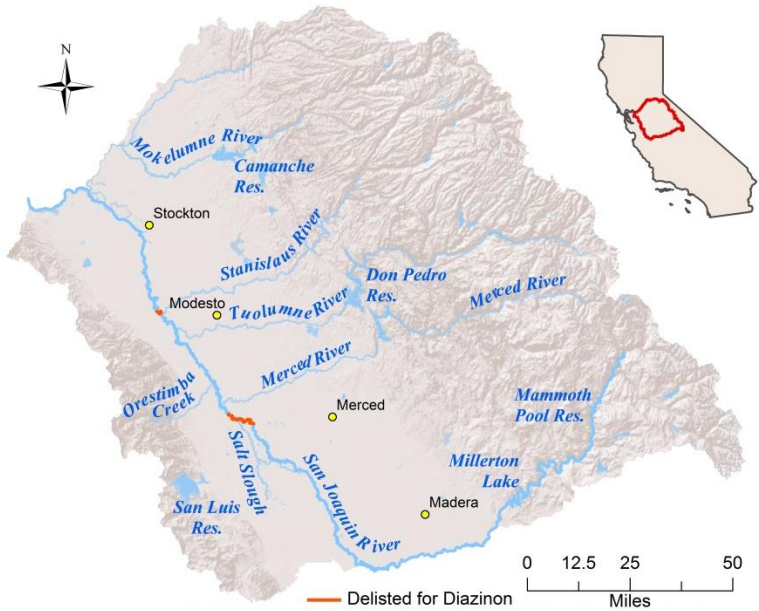 N
Mokelumne River
Camanche
Res.
Stockton
Stanislaus River
Don Pedro
Res.
Modesto
Tuolumne River
Merced River
Merced River
Orestimba
Creek
Merced
Mammoth
Pool Res.
Salt Slough
San Joaquin River
Millerton
Lake
San Luis
Res.
Madera
0 12.5 25 50
Miles
Delisted for Diazinon